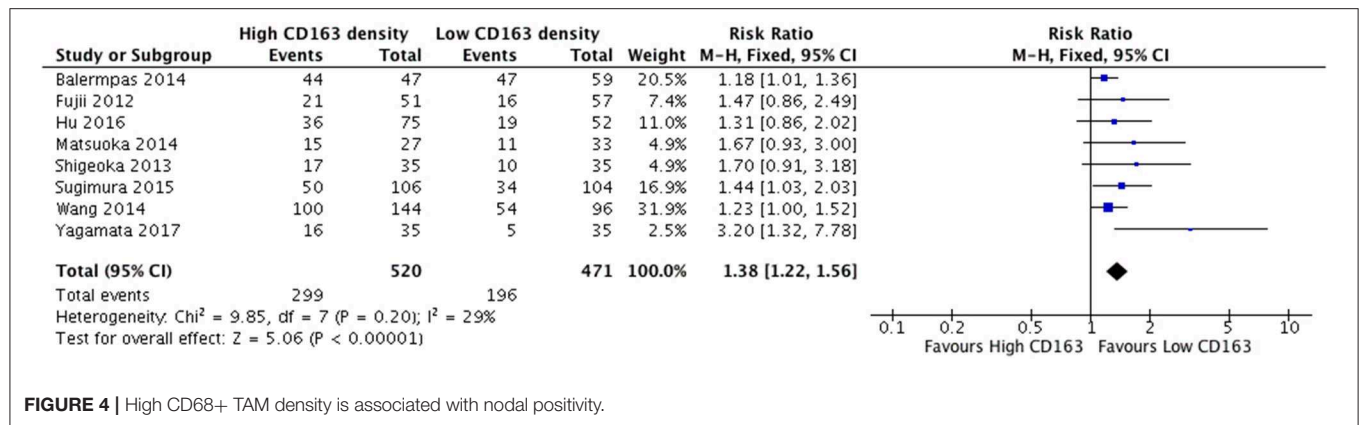 High CD163 density Low CD163 density Risk Ratio Risk Ratio
Study or Subgroup Events Total Events Total Weight M-H, Fixed, 95% CI M-H, Fixed, 95% CI
Balermpas 2014 44 47 47 59 20.5% 1.18 [1.01, 1.36]
Fujii 2012 21 51 16 57 7.4% 1.47 [0.86, 2.49]
Hu 2016 36 75 19 52 11.0% 1.31 [0.86, 2.02]
Matsuoka 2014 15 27 11 33 4.9% 1.67 [0.93, 3.00]
Shigeoka 2013 17 35 10 35 4.9% 1.70 [0.91, 3.18]
Sugimura 2015 50 106 34 104 16.9% 1.44 [1.03, 2.03]
Wang 2014 100 144 54 96 31.9% 1.23 [1.00, 1.52]
Yagamata 2017 16 35 5 35 2.5% 3.20 [1.32, 7.78]
Total (95% CI) 520 471 100.0% 1.38 [1.22, 1.56]
Total events 299 196
Heterogeneity: Chi² = 9.85, df = 7 (P = 0.20); I² = 29%
Test for overall effect: Z = 5.06 (P < 0.00001)
0.1 0.2 0.5 1 2 5 10
Favours High CD163 Favours Low CD163
FIGURE 4 | High CD68+ TAM density is associated with nodal positivity.